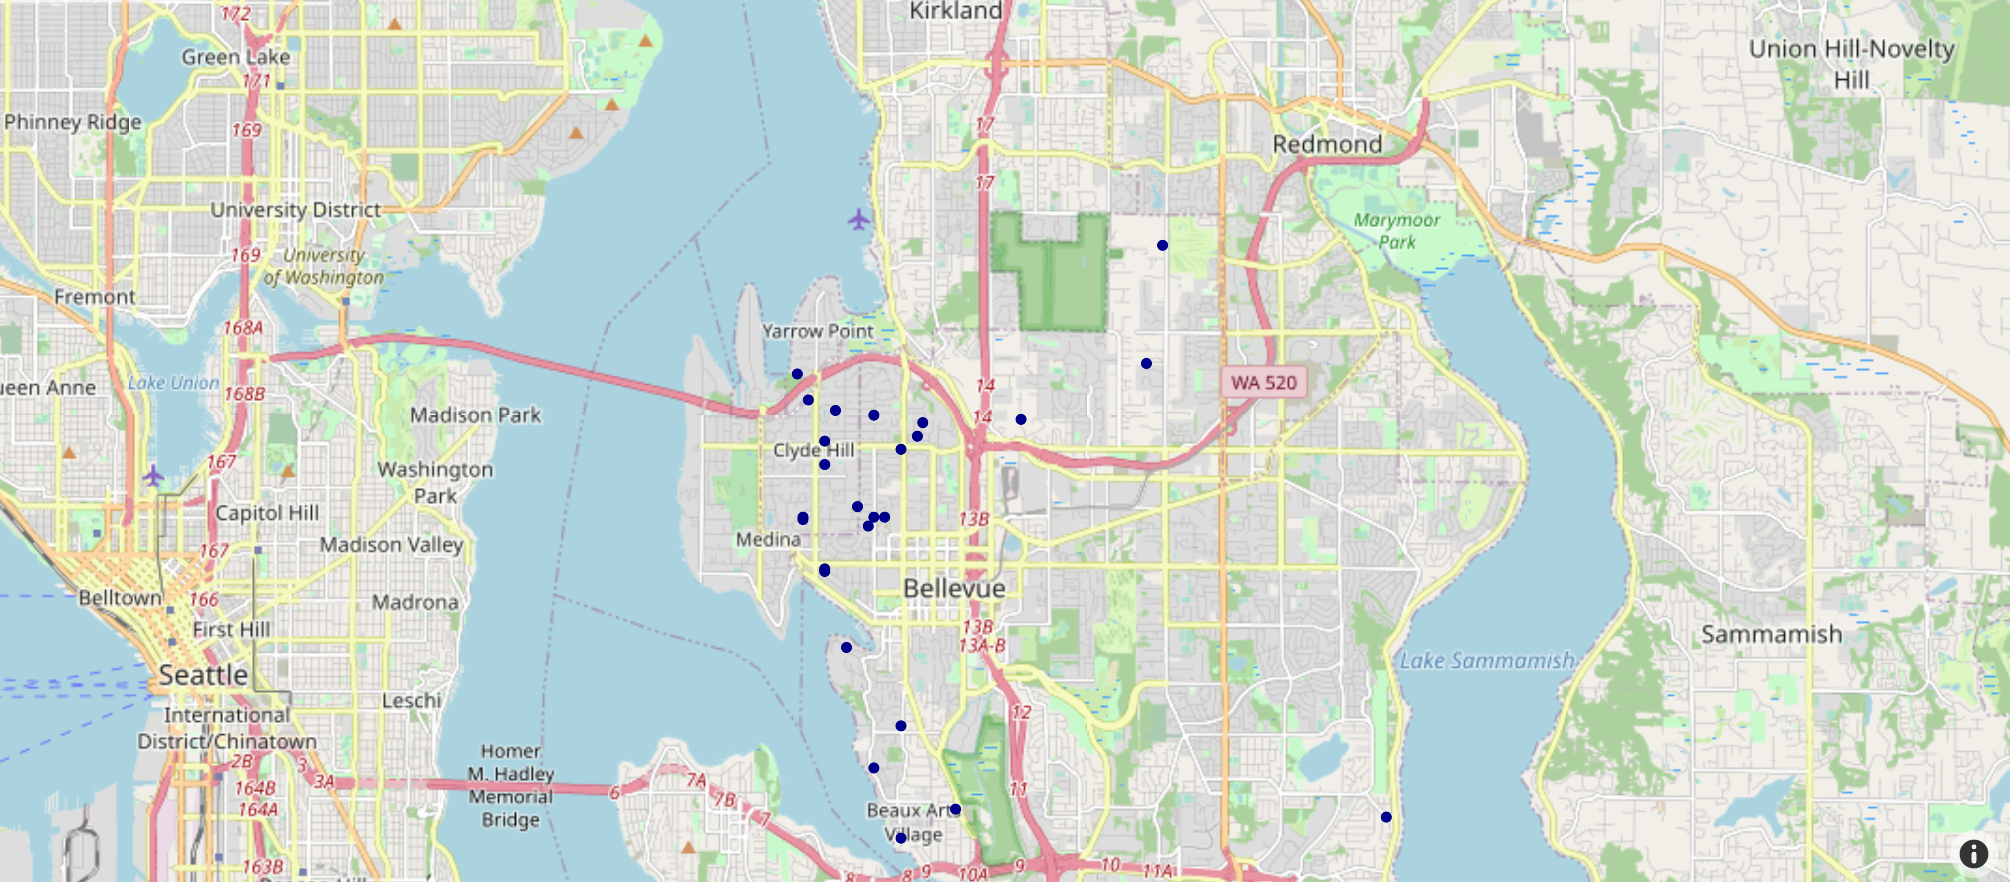 172
Kirkland
Green Lake
171
Union Hill-Novelty
Hill
Phinney Ridge
169
17
Redmond
17
University District
Marymoor
Park
169
University
of Washington
Fremont
168A
Yarrow Point
Lake Union
ueen Anne
168B
14
WA 520
Madison Park
14
Clyde Hill
167
Washington
Park
Capitol Hill
13B
Medina
Madison Valley
167
Bellevue
Belltown
166
Madrona
First Hill
13B
13A-B
Sammamish
Lake Sammamish
Seattle
Leschi
International
District/Chinatown
12
Homer
M. Hadley
Memorial
Bridge
2B
3
3A
164B
164A
6
7A
7B
7
11
Beaux Arts
Village
163B
8
8
9
10A
9
10
11A
i